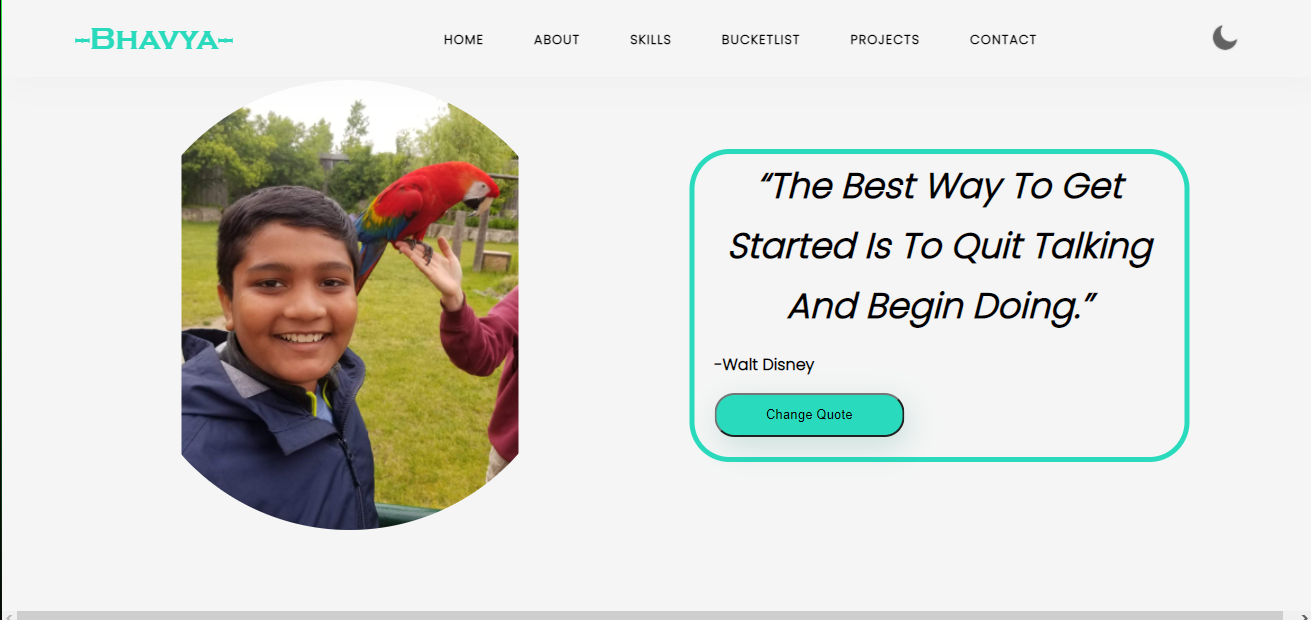 -Bhavya-
HOME ABOUT SKILLS BUCKETLIST PROJECTS CONTACT
“The Best Way To Get
Started Is To Quit Talking
And Begin Doing.”
-Walt Disney
Change Quote